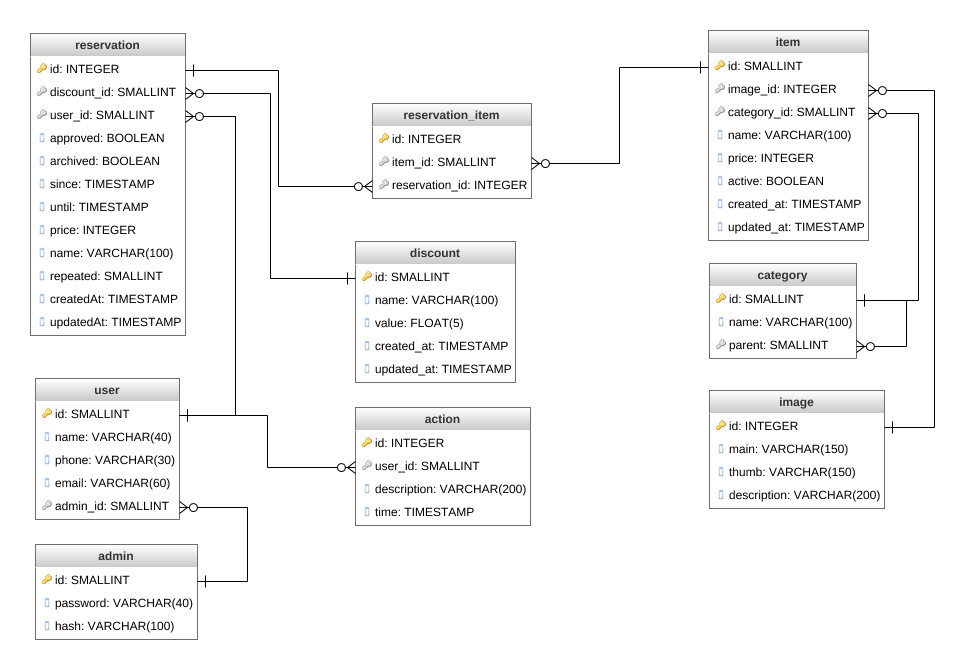 reservation
id: INTEGER
discount_id: SMALLINT
user_id: SMALLINT
approved: BOOLEAN
archived: BOOLEAN
since: TIMESTAMP
until: TIMESTAMP
price: INTEGER
name: VARCHAR(100)
repeated: SMALLINT
createdAt: TIMESTAMP
updatedAt: TIMESTAMP
reservation_item
id: INTEGER
item_id: SMALLINT
reservation_id: INTEGER
item
id: SMALLINT
image_id: INTEGER
category_id: SMALLINT
name: VARCHAR(100)
price: INTEGER
active: BOOLEAN
created_at: TIMESTAMP
updated_at: TIMESTAMP
discount
id: SMALLINT
name: VARCHAR(100)
value: FLOAT(5)
created_at: TIMESTAMP
updated_at: TIMESTAMP
category
id: SMALLINT
name: VARCHAR(100)
parent: SMALLINT
user
id: SMALLINT
name: VARCHAR(40)
phone: VARCHAR(30)
email: VARCHAR(60)
admin_id: SMALLINT
action
id: INTEGER
user_id: SMALLINT
description: VARCHAR(200)
time: TIMESTAMP
image
id: INTEGER
main: VARCHAR(150)
thumb: VARCHAR(150)
description: VARCHAR(200)
admin
id: SMALLINT
password: VARCHAR(40)
hash: VARCHAR(100)